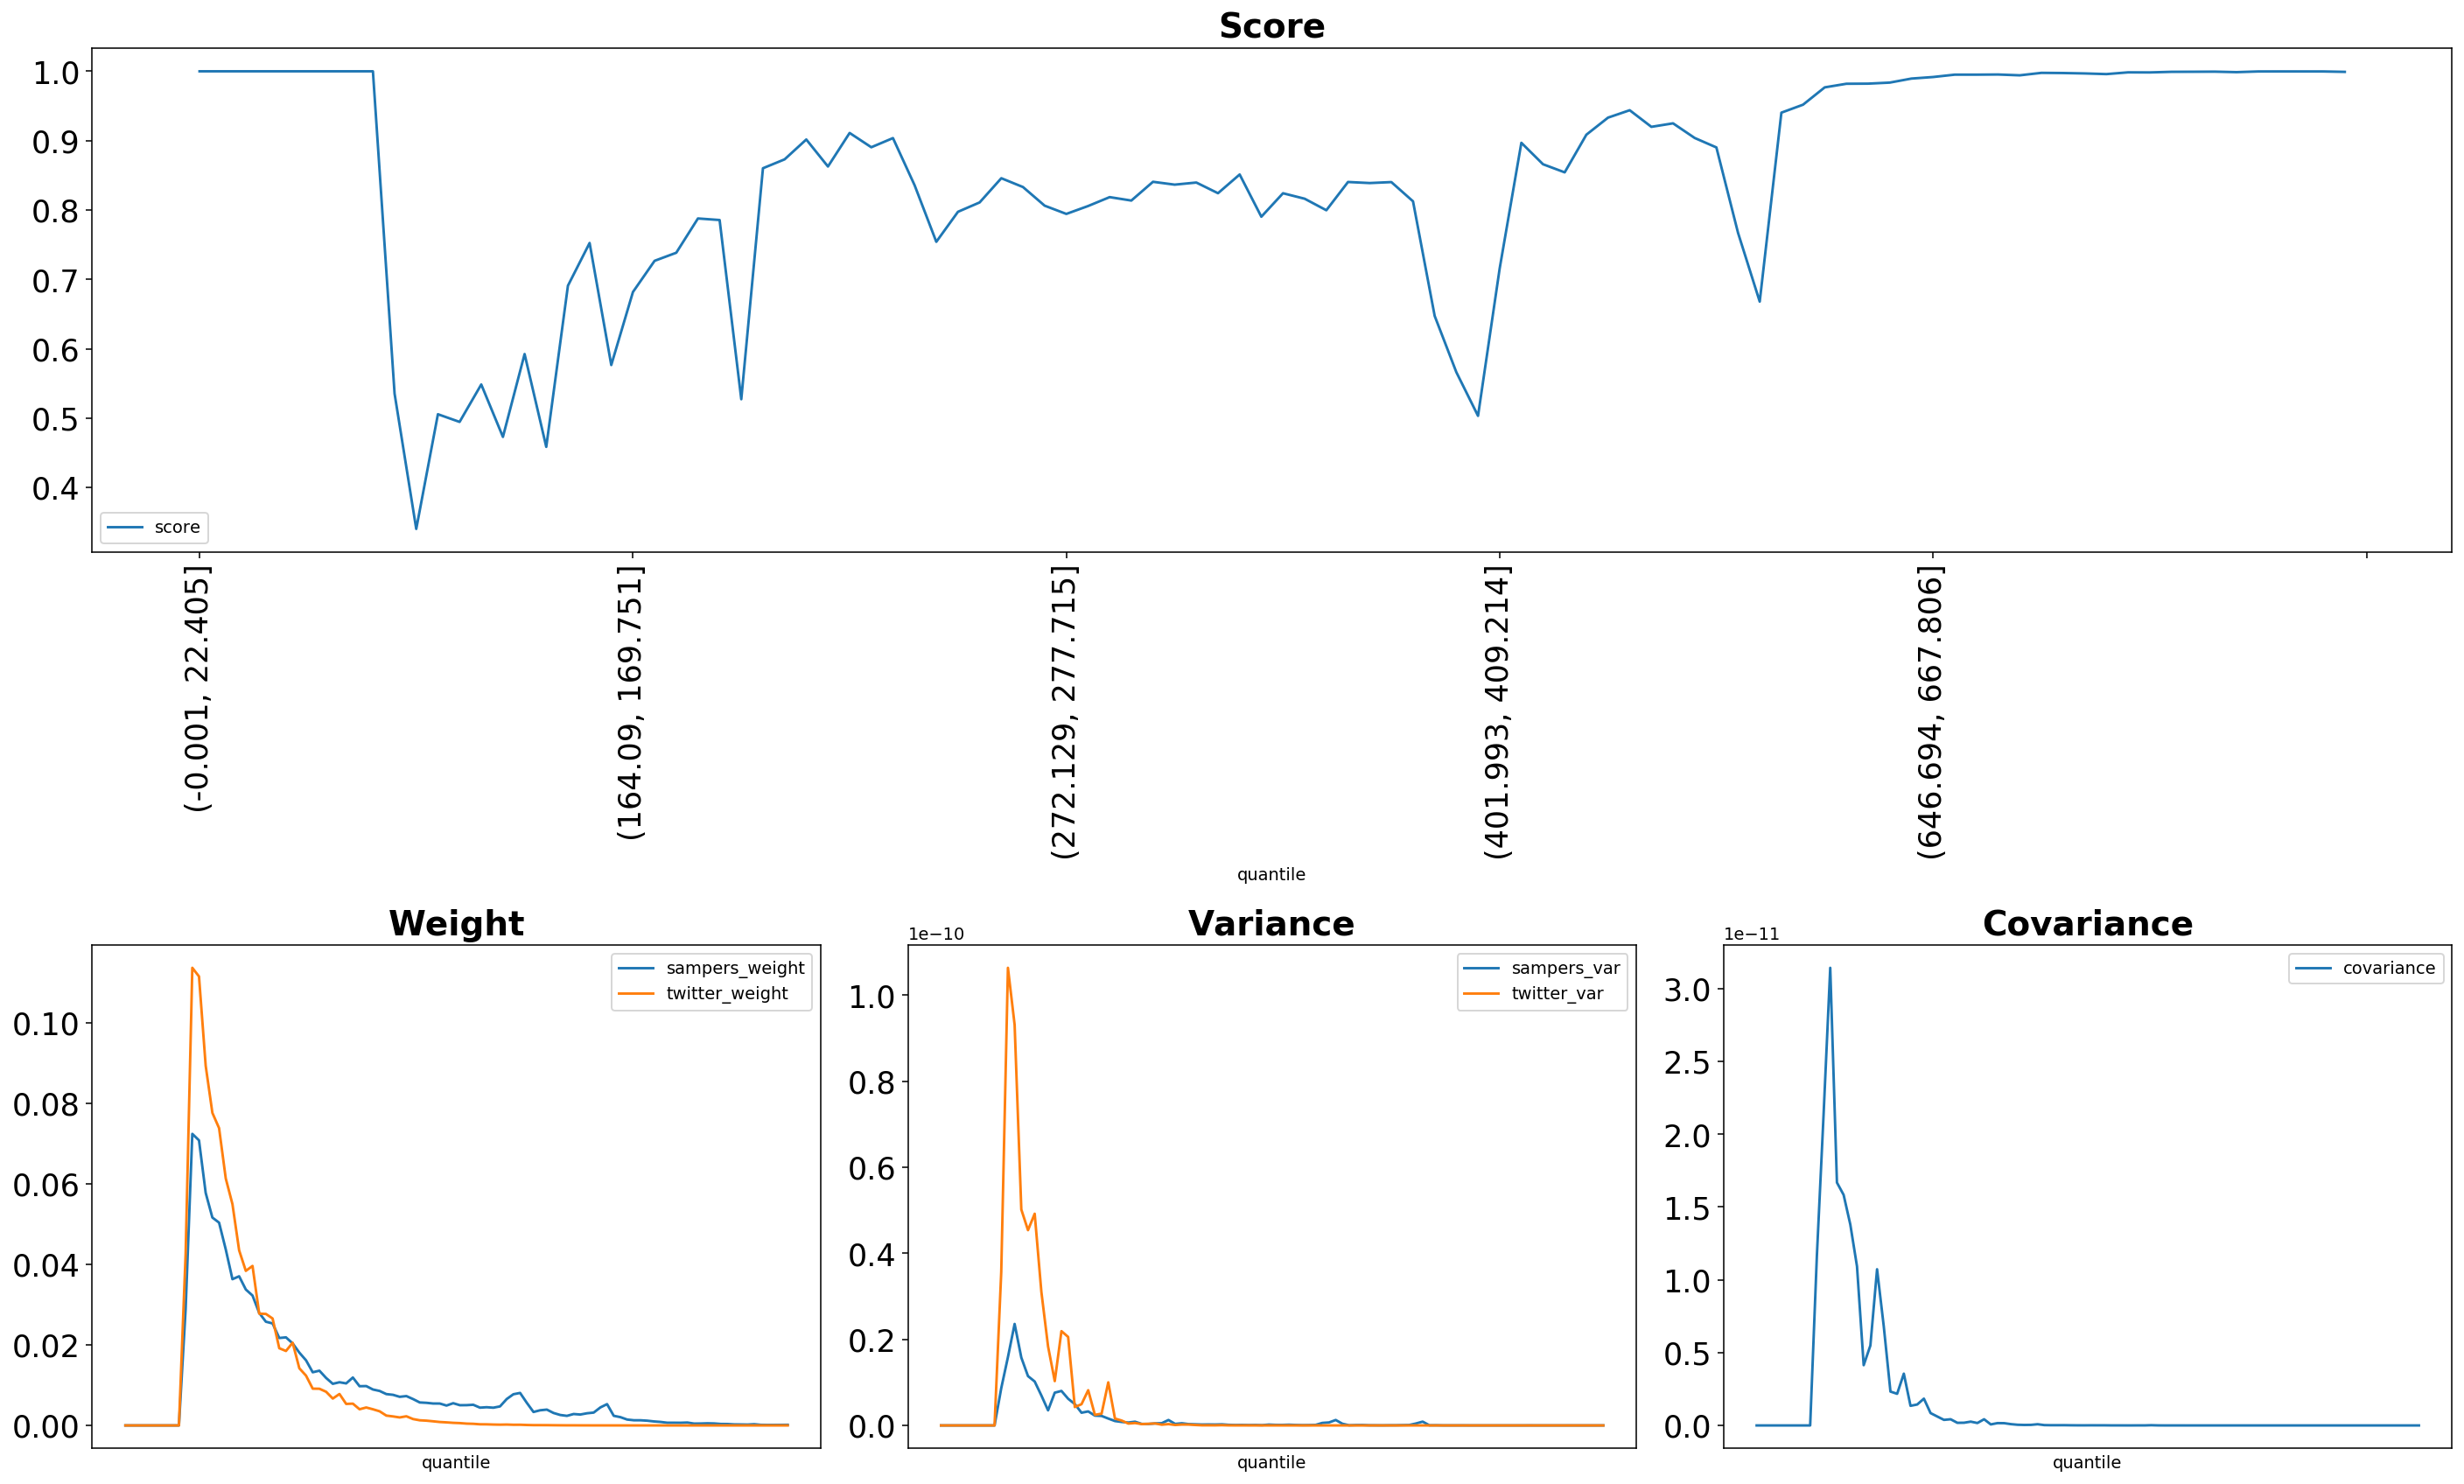 Score
1.0
0.9
0.8
0.7
0.6
0.5
0.4
score
(-0.001, 22.405]
(164.09, 169.751]
(272.129, 277.715]
(401.993, 409.214]
(646.694, 667.806]
quantile
Weight
0.10
0.08
0.06
0.04
0.02
0.00
sampers_weight
twitter_weight
quantile
Variance
1e−10
1.0
0.8
0.6
0.4
0.2
0.0
sampers_var
twitter_var
quantile
Covariance
1e−11
3.0
2.5
2.0
1.5
1.0
0.5
0.0
covariance
quantile